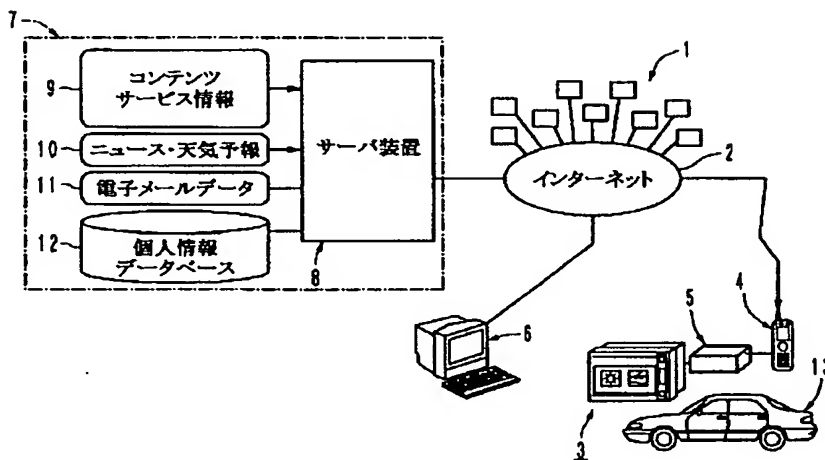 7
1
9
コンテンツ
サービス情報
10
ニュース・天気予報
11
電子メールデータ
12
個人情報
データベース
サーバ装置
8
インターネット
2
6
5
4
3
13